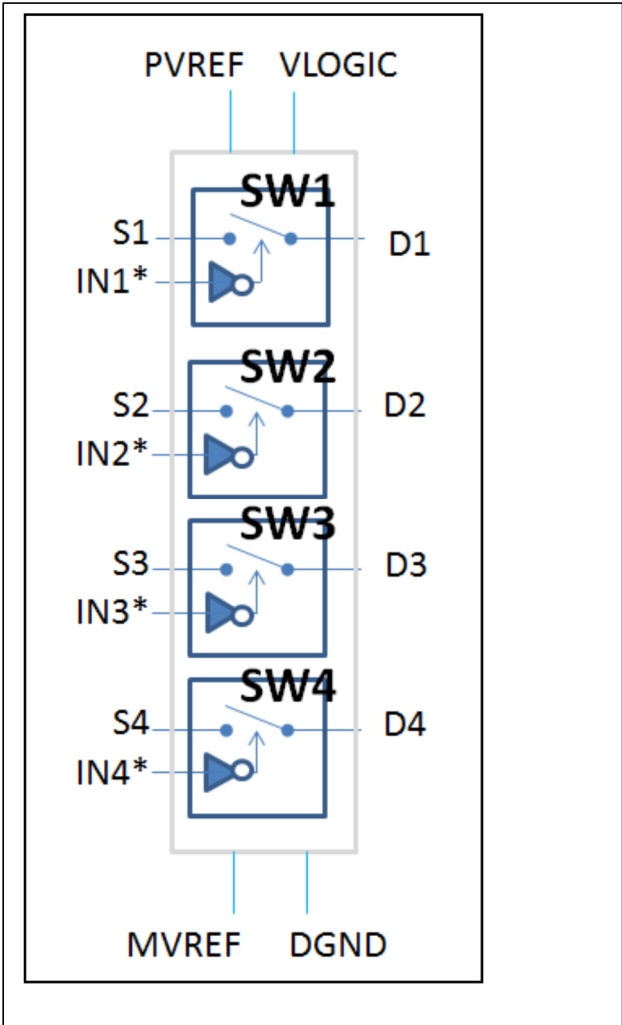 PVREF VLOGIC
SW1
S1 D1
IN1*
SW2
S2 D2
IN2*
SW3
S3 D3
IN3*
SW4
S4 D4
IN4*
MVREF DGND